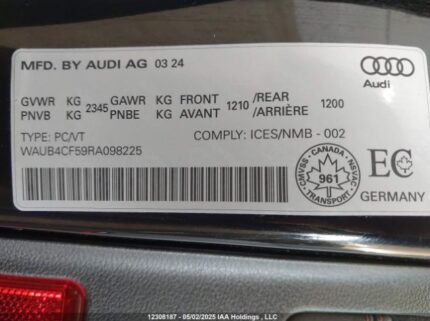 MFD. BY AUDI AG 03 24
Audi
GVWR KG 2345 GAWR KG FRONT 1210 /REAR 1200
PNVB KG PNBE KG AVANT /ARRIÈRE
TYPE: PC/VT COMPLY: ICES/NMB - 002
WAUB4CF59RA098225
CANADA
CMVSS 961 NSVAC
TRANSPORT
EC
GERMANY
12308187 - 05/02/2025 IAA Holdings , LLC